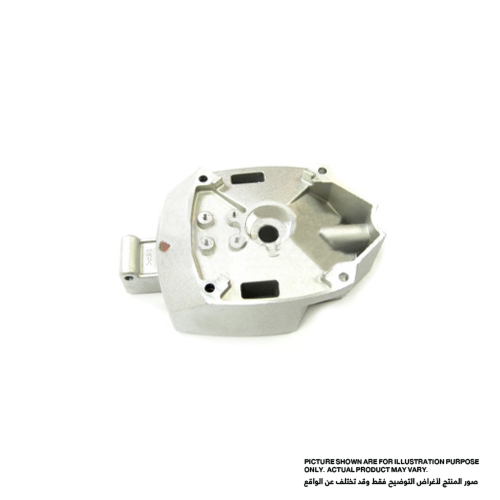 PICTURE SHOWN ARE FOR ILLUSTRATION PURPOSE
ONLY. ACTUAL PRODUCT MAY VARY.
صور المنتج لأغراض التوضيح فقط وقد تختلف عن الواقع